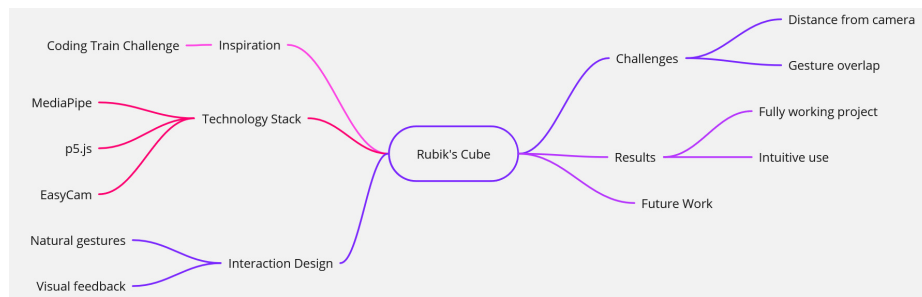 Rubik's Cube
Inspiration
Coding Train Challenge
Technology Stack
MediaPipe
p5.js
EasyCam
Interaction Design
Natural gestures
Visual feedback
Challenges
Distance from camera
Gesture overlap
Results
Fully working project
Intuitive use
Future Work